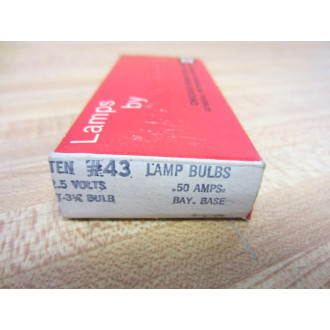 Lamps
by
TEN #43 LAMP BULBS
2.5 VOLTS .50 AMPS.
T-3¼ BULB BAY. BASE